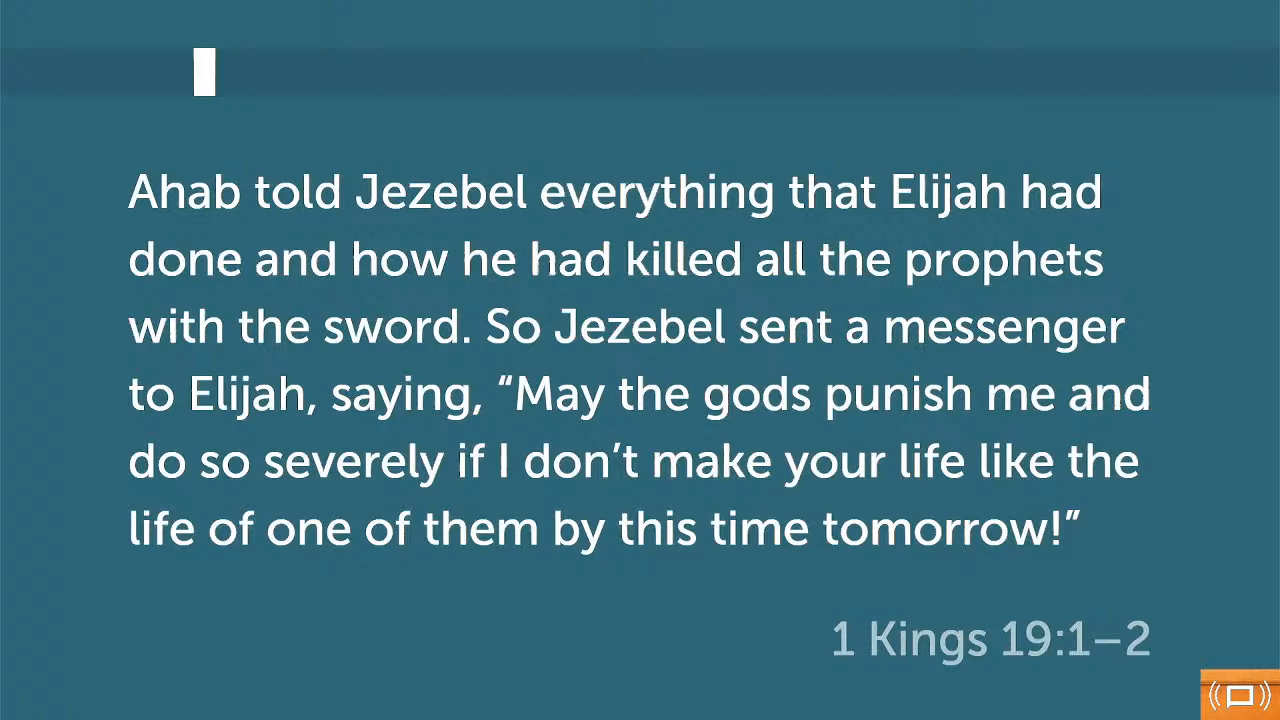 Ahab told Jezebel everything that Elijah had
done and how he had killed all the prophets
with the sword. So Jezebel sent a messenger
to Elijah, saying, “May the gods punish me and
do so severely if I don’t make your life like the
life of one of them by this time tomorrow!”
1 Kings 19:1–2